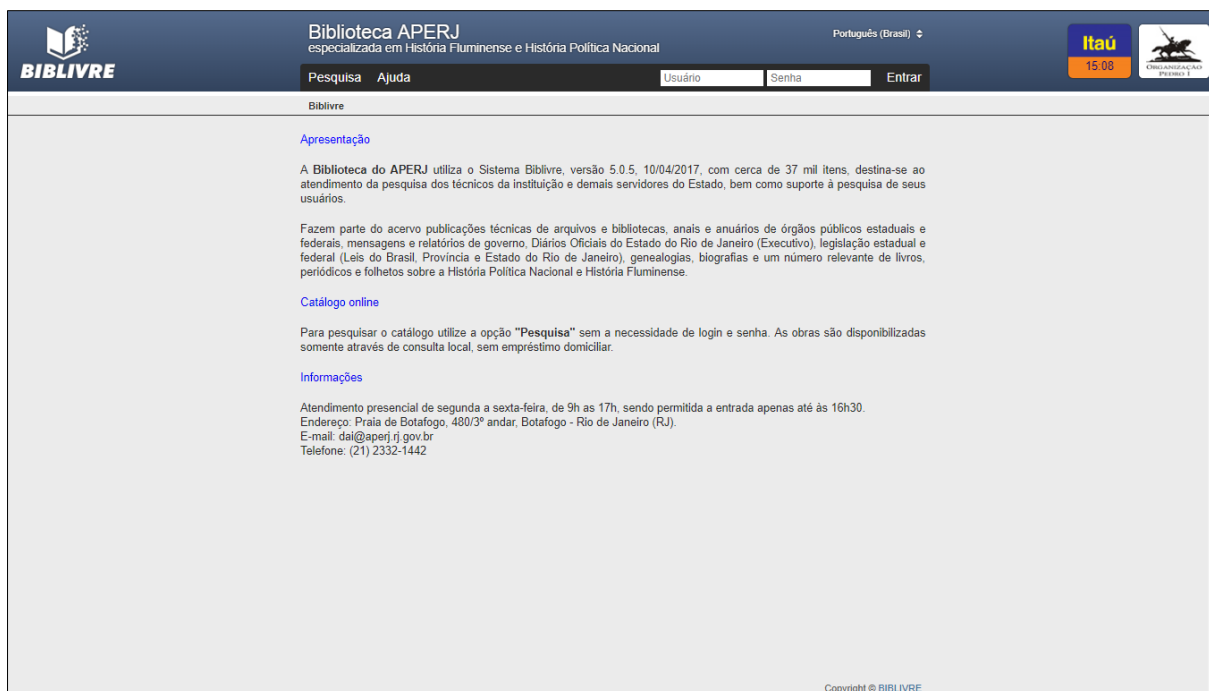 BIBLIVRE
Biblioteca APERJ
especializada em História Fluminense e História Política Nacional
Português (Brasil)
Itaú
15:08
ORGANIZAÇÃO
PEDRO I
Pesquisa Ajuda
Usuário Senha Entrar
Biblivre
Apresentação
A Biblioteca do APERJ utiliza o Sistema Biblivre, versão 5.0.5, 10/04/2017, com cerca de 37 mil itens, destina-se ao
atendimento da pesquisa dos técnicos da instituição e demais servidores do Estado, bem como suporte à pesquisa de seus
usuários.
Fazem parte do acervo publicações técnicas de arquivos e bibliotecas, anais e anuários de órgãos públicos estaduais e
federais, mensagens e relatórios de governo, Diários Oficiais do Estado do Rio de Janeiro (Executivo), legislação estadual e
federal (Leis do Brasil, Província e Estado do Rio de Janeiro), genealogias, biografias e um número relevante de livros,
periódicos e folhetos sobre a História Política Nacional e História Fluminense.
Catálogo online
Para pesquisar o catálogo utilize a opção "Pesquisa" sem a necessidade de login e senha. As obras são disponibilizadas
somente através de consulta local, sem empréstimo domiciliar.
Informações
Atendimento presencial de segunda a sexta-feira, de 9h as 17h, sendo permitida a entrada apenas até às 16h30.
Endereço: Praia de Botafogo, 480/3º andar, Botafogo - Rio de Janeiro (RJ).
E-mail: dai@aperj.rj.gov.br
Telefone: (21) 2332-1442
Copyright © BIBLIVRE